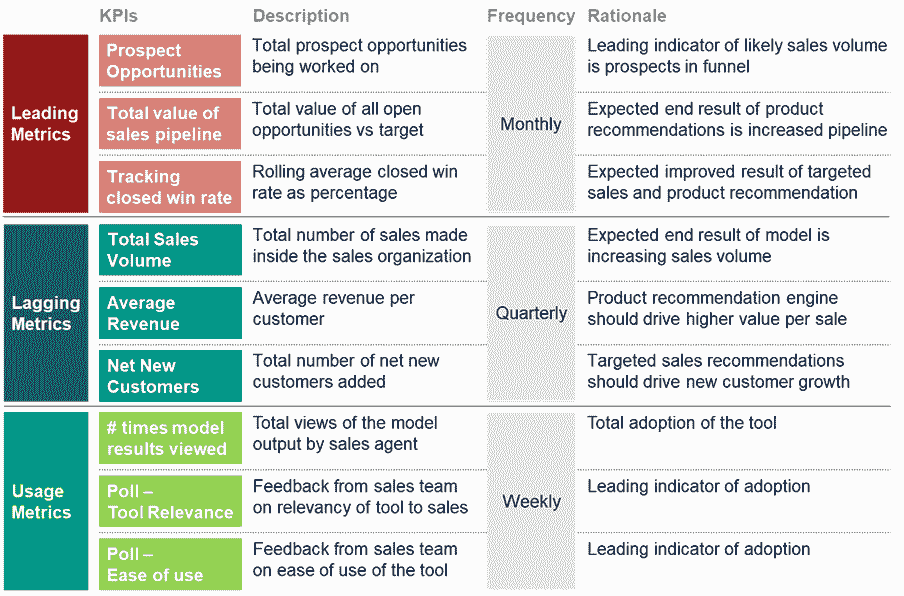 KPIs Description Frequency Rationale
Leading
Metrics
Prospect
Opportunities
Total prospect opportunities
being worked on
Monthly
Leading indicator of likely sales volume
is prospects in funnel
Total value of
sales pipeline
Total value of all open
opportunities vs target
Expected end result of product
recommendations is increased pipeline
Tracking
closed win rate
Rolling average closed win
rate as percentage
Expected improved result of targeted
sales and product recommendation
Lagging
Metrics
Total Sales
Volume
Total number of sales made
inside the sales organization
Quarterly
Expected end result of model is
increasing sales volume
Average
Revenue
Average revenue per
customer
Product recommendation engine
should drive higher value per sale
Net New
Customers
Total number of net new
customers added
Targeted sales recommendations
should drive new customer growth
Usage
Metrics
# times model
results viewed
Total views of the model
output by sales agent
Weekly
Total adoption of the tool
Poll –
Tool Relevance
Feedback from sales team
on relevancy of tool to sales
Leading indicator of adoption
Poll –
Ease of use
Feedback from sales team
on ease of use of the tool
Leading indicator of adoption